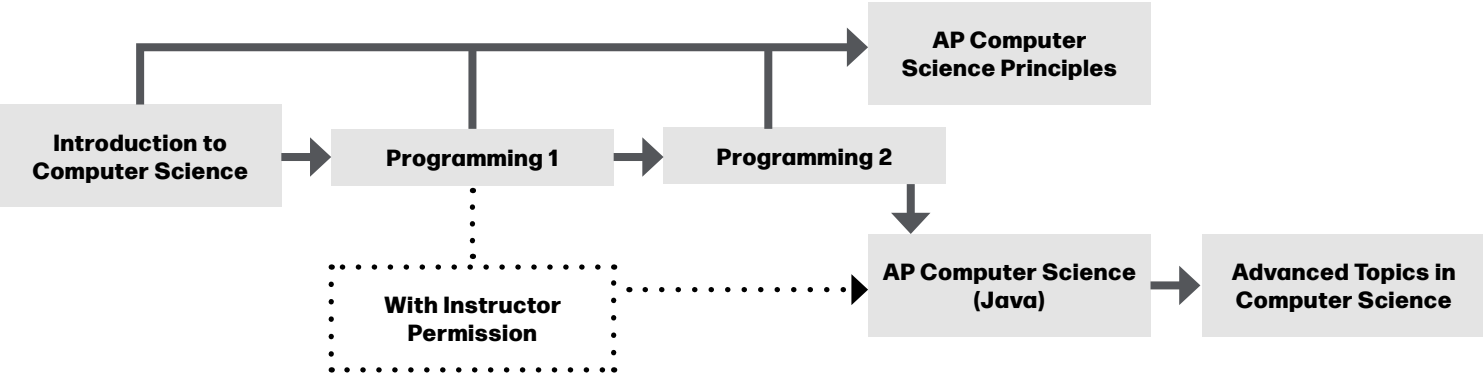 AP Computer
Science Principles
Introduction to
Computer Science
Programming 1
Programming 2
With Instructor
Permission
AP Computer Science
(Java)
Advanced Topics in
Computer Science